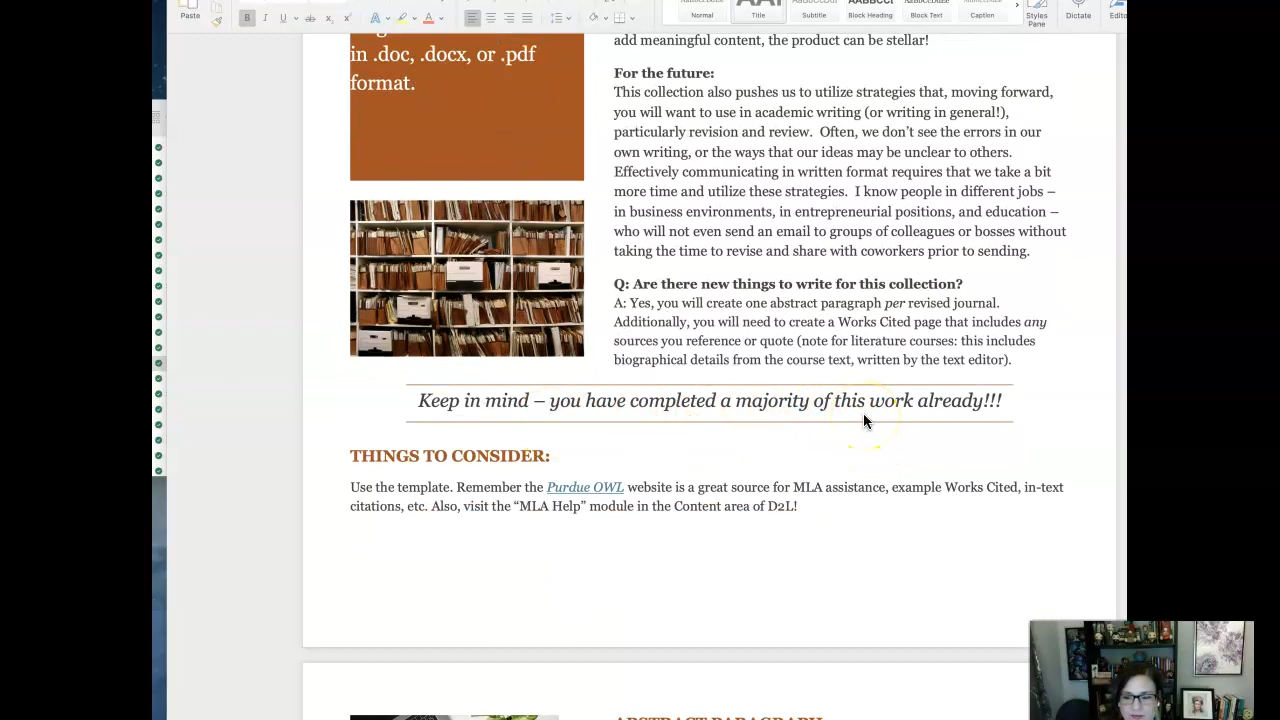 Paste
Normal
Title
Subtitle
Block Heading
Block Text
Caption
Styles
Pane
Dictate
in .doc, .docx, or .pdf
format.
add meaningful content, the product can be stellar!
For the future:
This collection also pushes us to utilize strategies that, moving forward,
you will want to use in academic writing (or writing in general!),
particularly revision and review.  Often, we don’t see the errors in our
own writing, or the ways that our ideas may be unclear to others.
Effectively communicating in written format requires that we take a bit
more time and utilize these strategies.  I know people in different jobs –
in business environments, in entrepreneurial positions, and education –
who will not even send an email to groups of colleagues or bosses without
taking the time to revise and share with coworkers prior to sending.
Q: Are there new things to write for this collection?
A: Yes, you will create one abstract paragraph per revised journal.
Additionally, you will need to create a Works Cited page that includes any
sources you reference or quote (note for literature courses: this includes
biographical details from the course text, written by the text editor).
Keep in mind – you have completed a majority of this work already!!!
THINGS TO CONSIDER:
Use the template. Remember the Purdue OWL website is a great source for MLA assistance, example Works Cited, in-text
citations, etc. Also, visit the “MLA Help” module in the Content area of D2L!
ABSTRACT PARAGRAPH